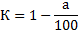 К = 1 − a/100